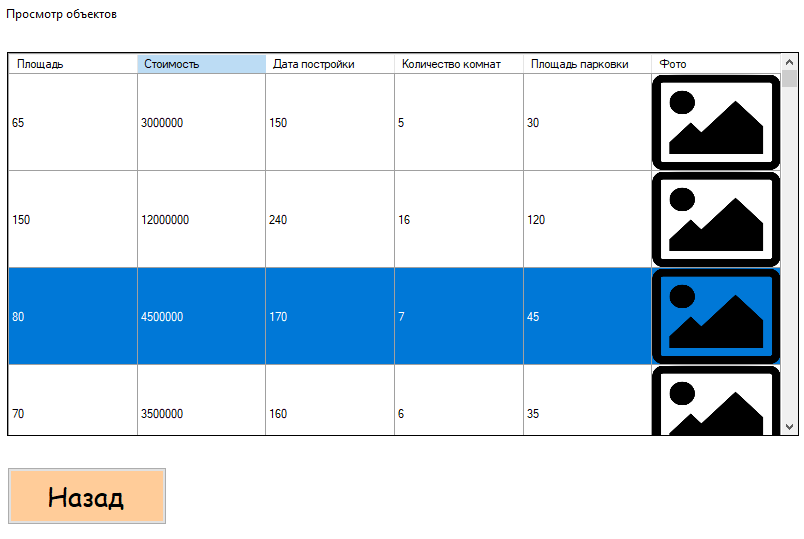 Просмотр объектов
Площадь Стоимость Дата постройки Количество комнат Площадь парковки Фото
65 3000000 150 5 30
150 12000000 240 16 120
80 4500000 170 7 45
70 3500000 160 6 35
Назад